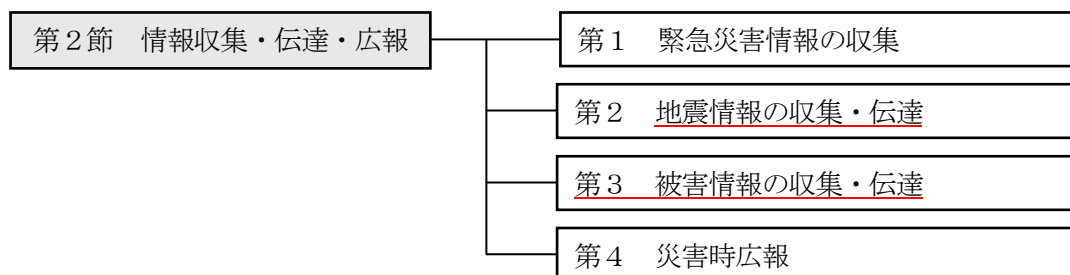 第２節　情報収集・伝達・広報
第１　緊急災害情報の収集
第２　地震情報の収集・伝達
第３　被害情報の収集・伝達
第４　災害時広報